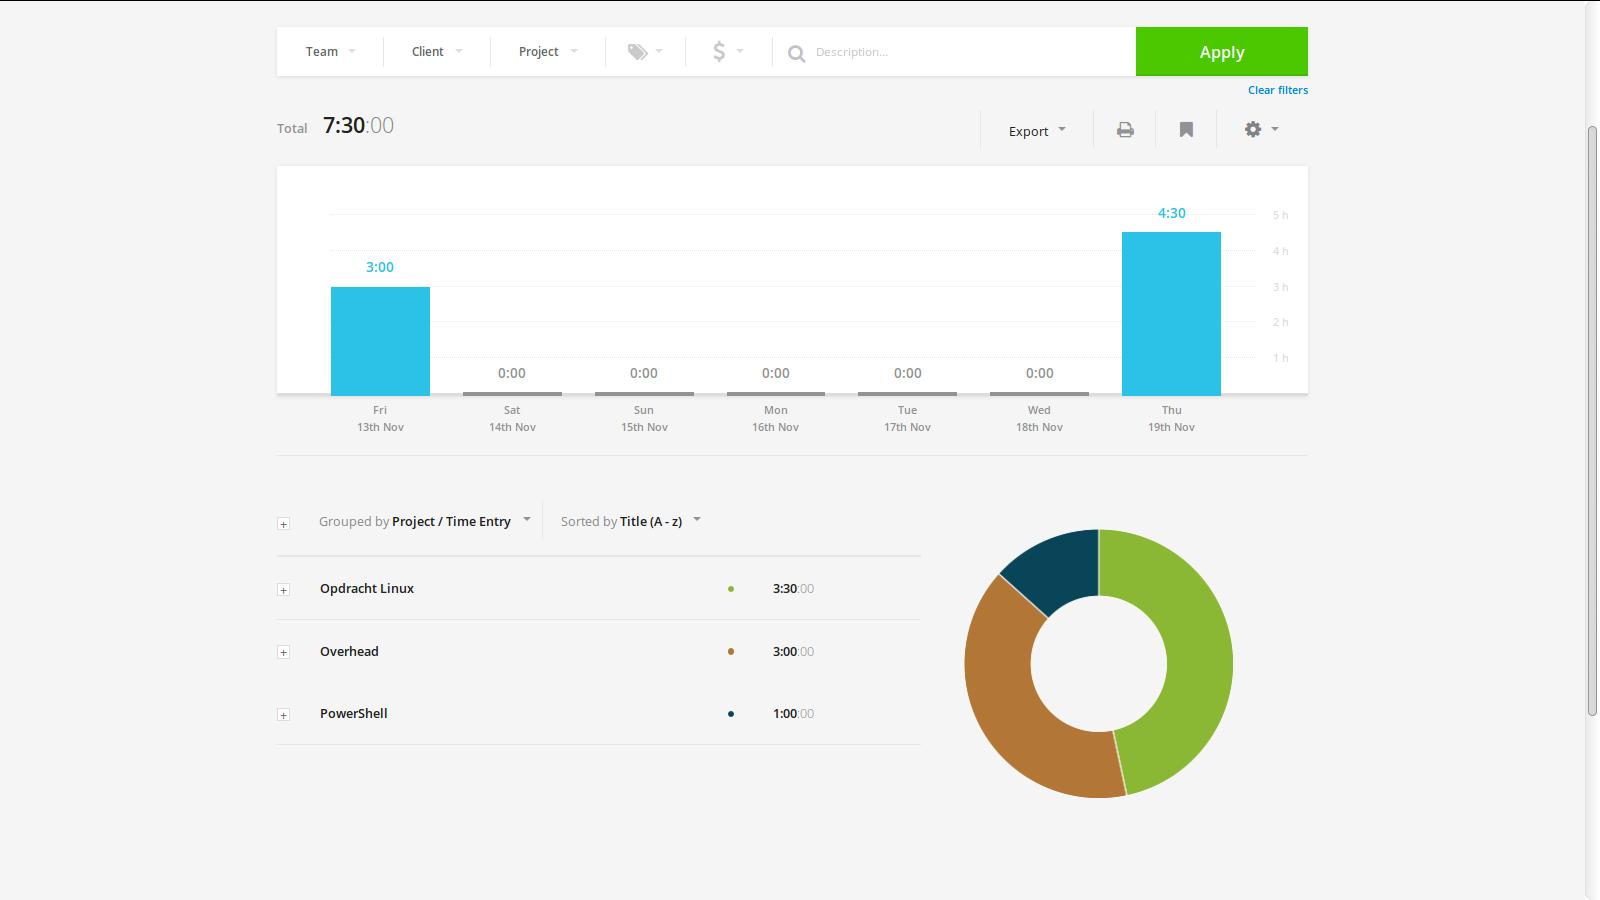 Team Client Project $ Description... Apply
Clear filters
Total 7:30:00 Export
4:30 5 h
4 h
3:00
3 h
2 h
1 h
0:00 0:00 0:00 0:00 0:00
Fri Sat Sun Mon Tue Wed Thu
13th Nov 14th Nov 15th Nov 16th Nov 17th Nov 18th Nov 19th Nov
Grouped by Project / Time Entry Sorted by Title (A - z)
Opdracht Linux 3:30:00
Overhead 3:00:00
PowerShell 1:00:00